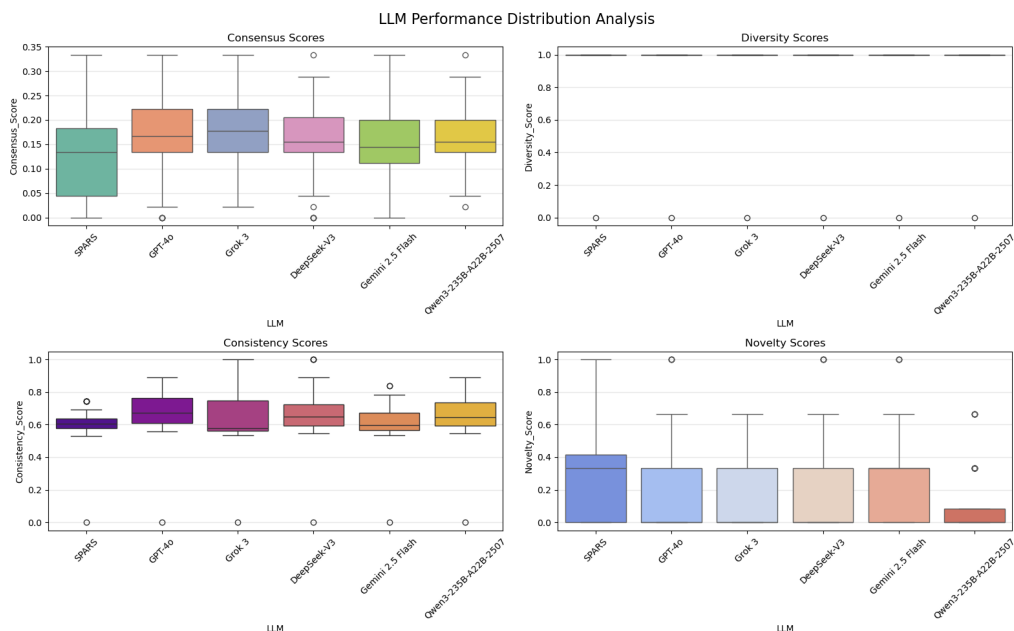 LLM Performance Distribution Analysis
Consensus Scores
Consensus_Score
0.35
0.30
0.25
0.20
0.15
0.10
0.05
0.00
SPARS
GPT-4o
Grok 3
DeepSeek-V3
Gemini 2.5 Flash
Qwen3-235B-A22B-2507
LLM
Diversity Scores
Diversity_Score
1.0
0.8
0.6
0.4
0.2
0.0
SPARS
GPT-4o
Grok 3
DeepSeek-V3
Gemini 2.5 Flash
Qwen3-235B-A22B-2507
LLM
Consistency Scores
Consistency_Score
1.0
0.8
0.6
0.4
0.2
0.0
SPARS
GPT-4o
Grok 3
DeepSeek-V3
Gemini 2.5 Flash
Qwen3-235B-A22B-2507
LLM
Novelty Scores
Novelty_Score
1.0
0.8
0.6
0.4
0.2
0.0
SPARS
GPT-4o
Grok 3
DeepSeek-V3
Gemini 2.5 Flash
Qwen3-235B-A22B-2507
LLM